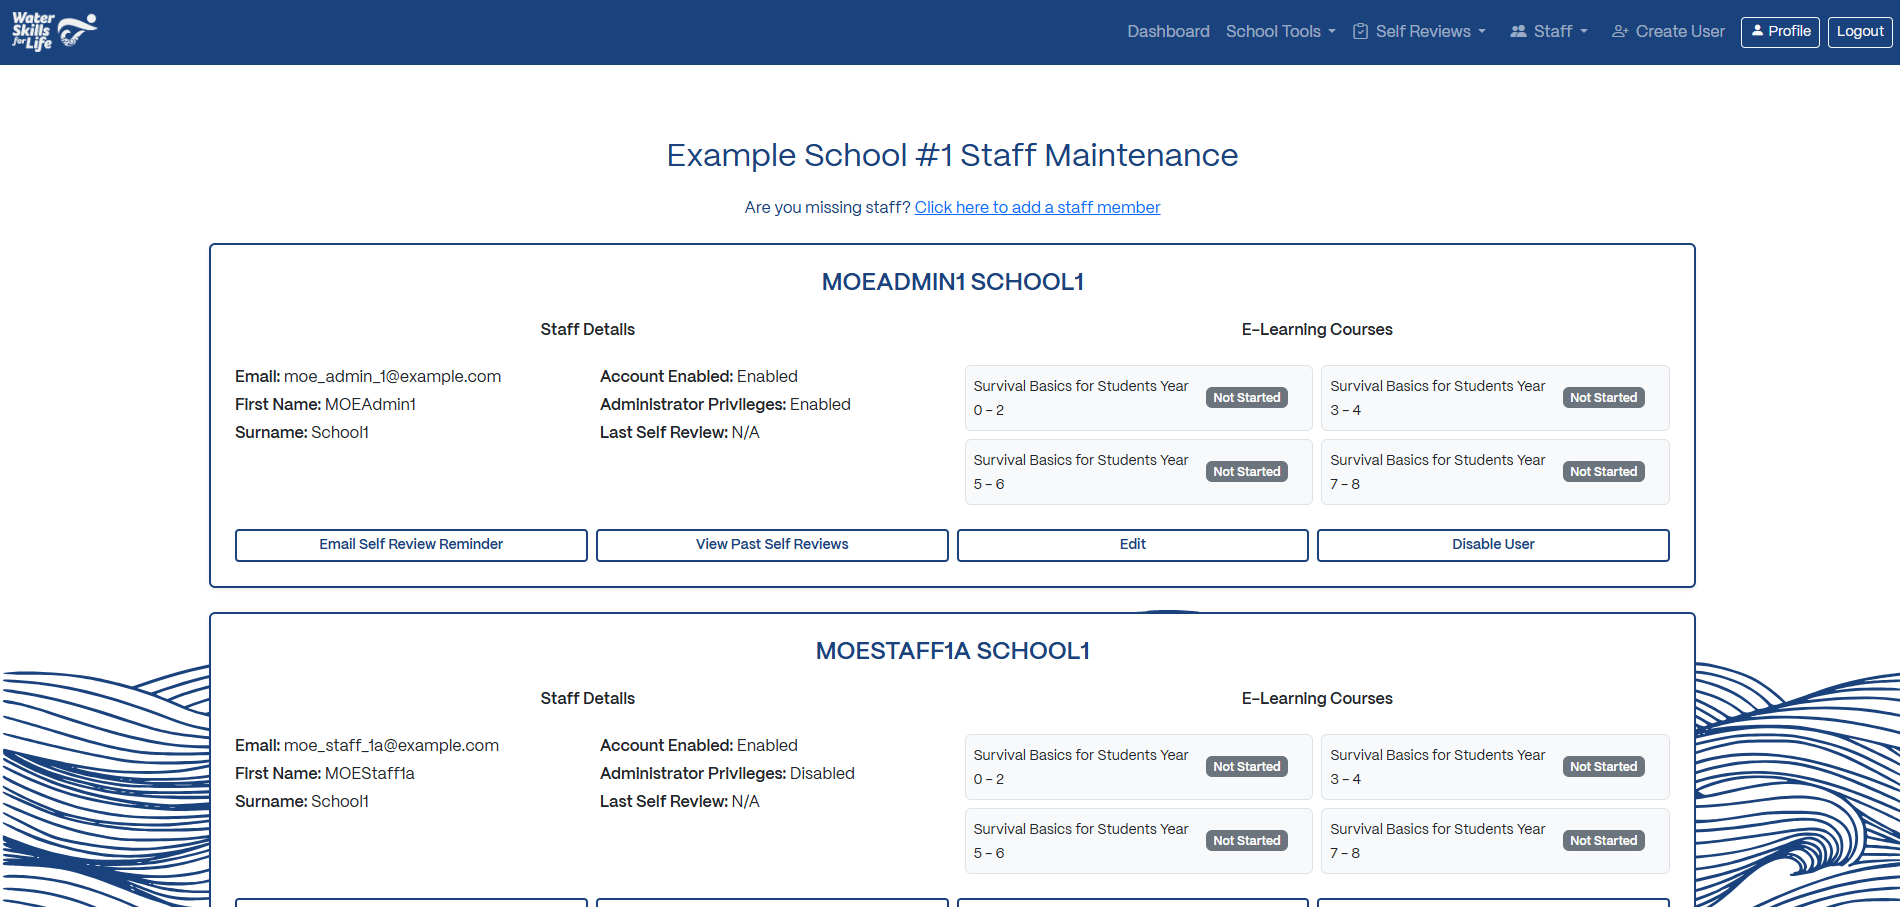 Water
Skills
for Life
Dashboard School Tools Self Reviews Staff Create User Profile Logout
Example School #1 Staff Maintenance
Are you missing staff? Click here to add a staff member
MOEADMIN1 SCHOOL1
Staff Details
Email: moe_admin_1@example.com
First Name: MOEAdmin1
Surname: School1
Account Enabled: Enabled
Administrator Privileges: Enabled
Last Self Review: N/A
E-Learning Courses
Survival Basics for Students Year
0 - 2
Not Started
Survival Basics for Students Year
3 - 4
Not Started
Survival Basics for Students Year
5 - 6
Not Started
Survival Basics for Students Year
7 - 8
Not Started
Email Self Review Reminder
View Past Self Reviews
Edit
Disable User
MOESTAFF1A SCHOOL1
Staff Details
Email: moe_staff_1a@example.com
First Name: MOEStaff1a
Surname: School1
Account Enabled: Enabled
Administrator Privileges: Disabled
Last Self Review: N/A
E-Learning Courses
Survival Basics for Students Year
0 - 2
Not Started
Survival Basics for Students Year
3 - 4
Not Started
Survival Basics for Students Year
5 - 6
Not Started
Survival Basics for Students Year
7 - 8
Not Started